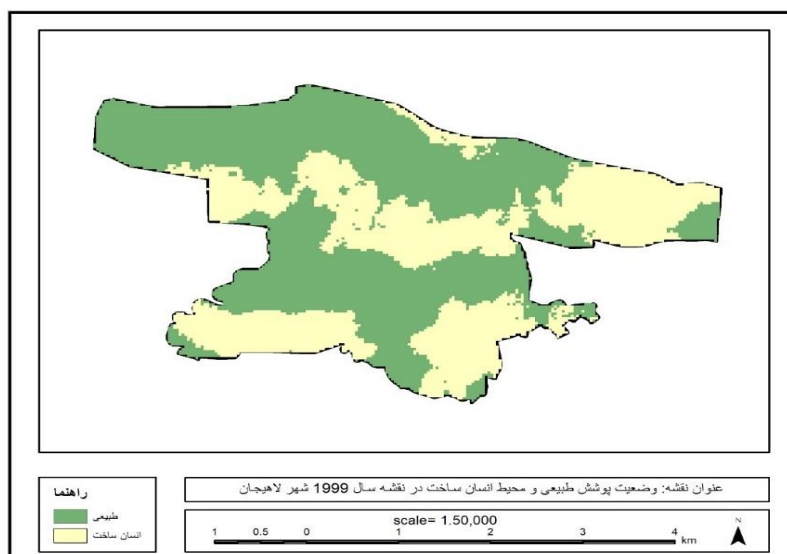 راهنما
طبیعی
انسان ساخت
عنوان نقشه: وضعیت پوشش طبیعی و محیط انسان ساخت در نقشه سال 1999 شهر لاهیجان
scale= 1:50,000
1 0.5 0 1 2 3 4
km
N